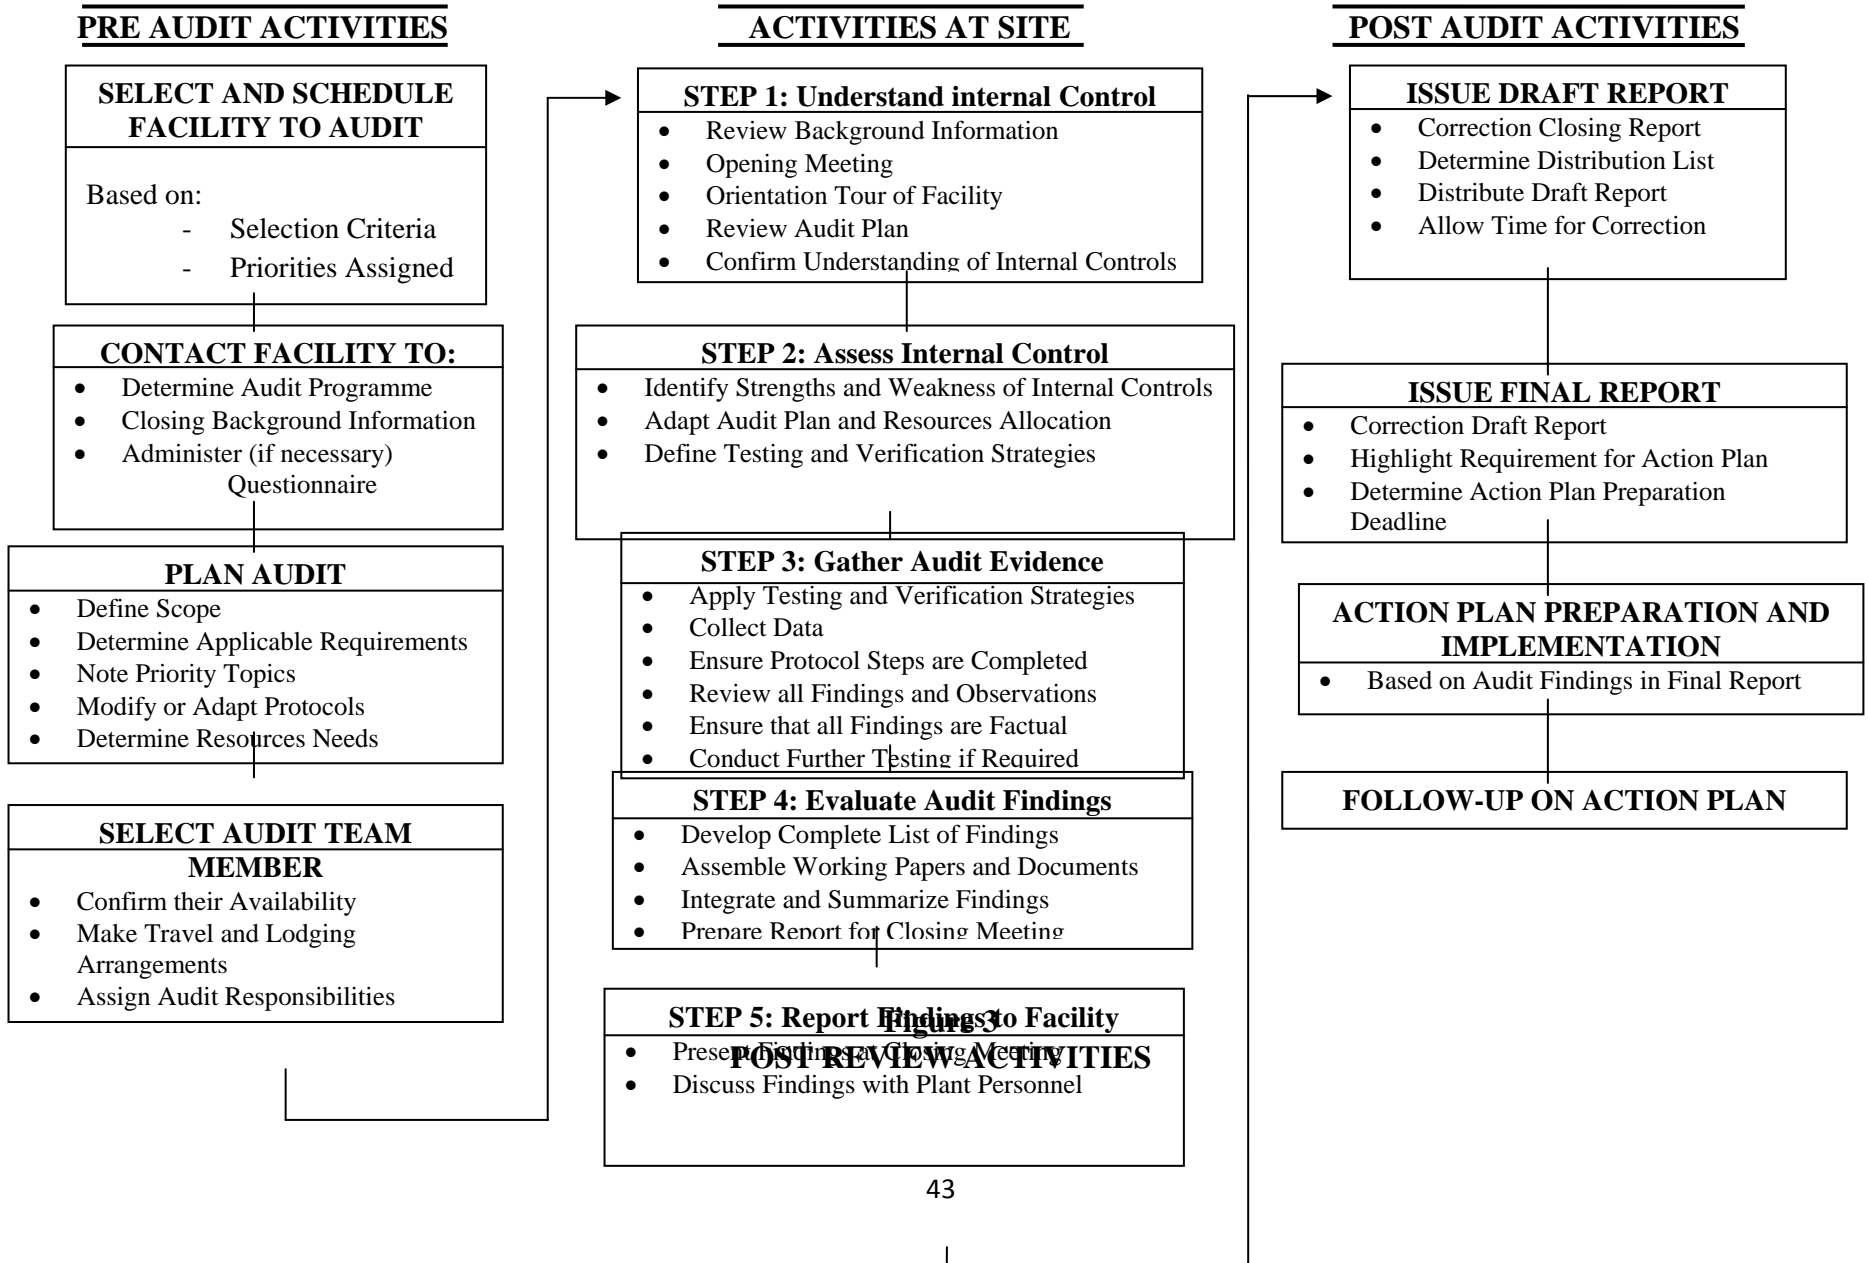 PRE AUDIT ACTIVITIES
SELECT AND SCHEDULE
FACILITY TO AUDIT
Based on:
- Selection Criteria
- Priorities Assigned
CONTACT FACILITY TO:
• Determine Audit Programme
• Closing Background Information
• Administer (if necessary)
Questionnaire
PLAN AUDIT
• Define Scope
• Determine Applicable Requirements
• Note Priority Topics
• Modify or Adapt Protocols
• Determine Resources Needs
SELECT AUDIT TEAM
MEMBER
• Confirm their Availability
• Make Travel and Lodging
Arrangements
• Assign Audit Responsibilities
ACTIVITIES AT SITE
STEP 1: Understand internal Control
• Review Background Information
• Opening Meeting
• Orientation Tour of Facility
• Review Audit Plan
• Confirm Understanding of Internal Controls
STEP 2: Assess Internal Control
• Identify Strengths and Weakness of Internal Controls
• Adapt Audit Plan and Resources Allocation
• Define Testing and Verification Strategies
STEP 3: Gather Audit Evidence
• Apply Testing and Verification Strategies
• Collect Data
• Ensure Protocol Steps are Completed
• Review all Findings and Observations
• Ensure that all Findings are Factual
• Conduct Further Testing if Required
STEP 4: Evaluate Audit Findings
• Develop Complete List of Findings
• Assemble Working Papers and Documents
• Integrate and Summarize Findings
• Prepare Report for Closing Meeting
STEP 5: Report Findings to Facility
• Present Findings at Closing Meeting
• Discuss Findings with Plant Personnel
Figure 3
POST REVIEW ACTIVITIES
POST AUDIT ACTIVITIES
ISSUE DRAFT REPORT
• Correction Closing Report
• Determine Distribution List
• Distribute Draft Report
• Allow Time for Correction
ISSUE FINAL REPORT
• Correction Draft Report
• Highlight Requirement for Action Plan
• Determine Action Plan Preparation
Deadline
ACTION PLAN PREPARATION AND
IMPLEMENTATION
• Based on Audit Findings in Final Report
FOLLOW-UP ON ACTION PLAN
43